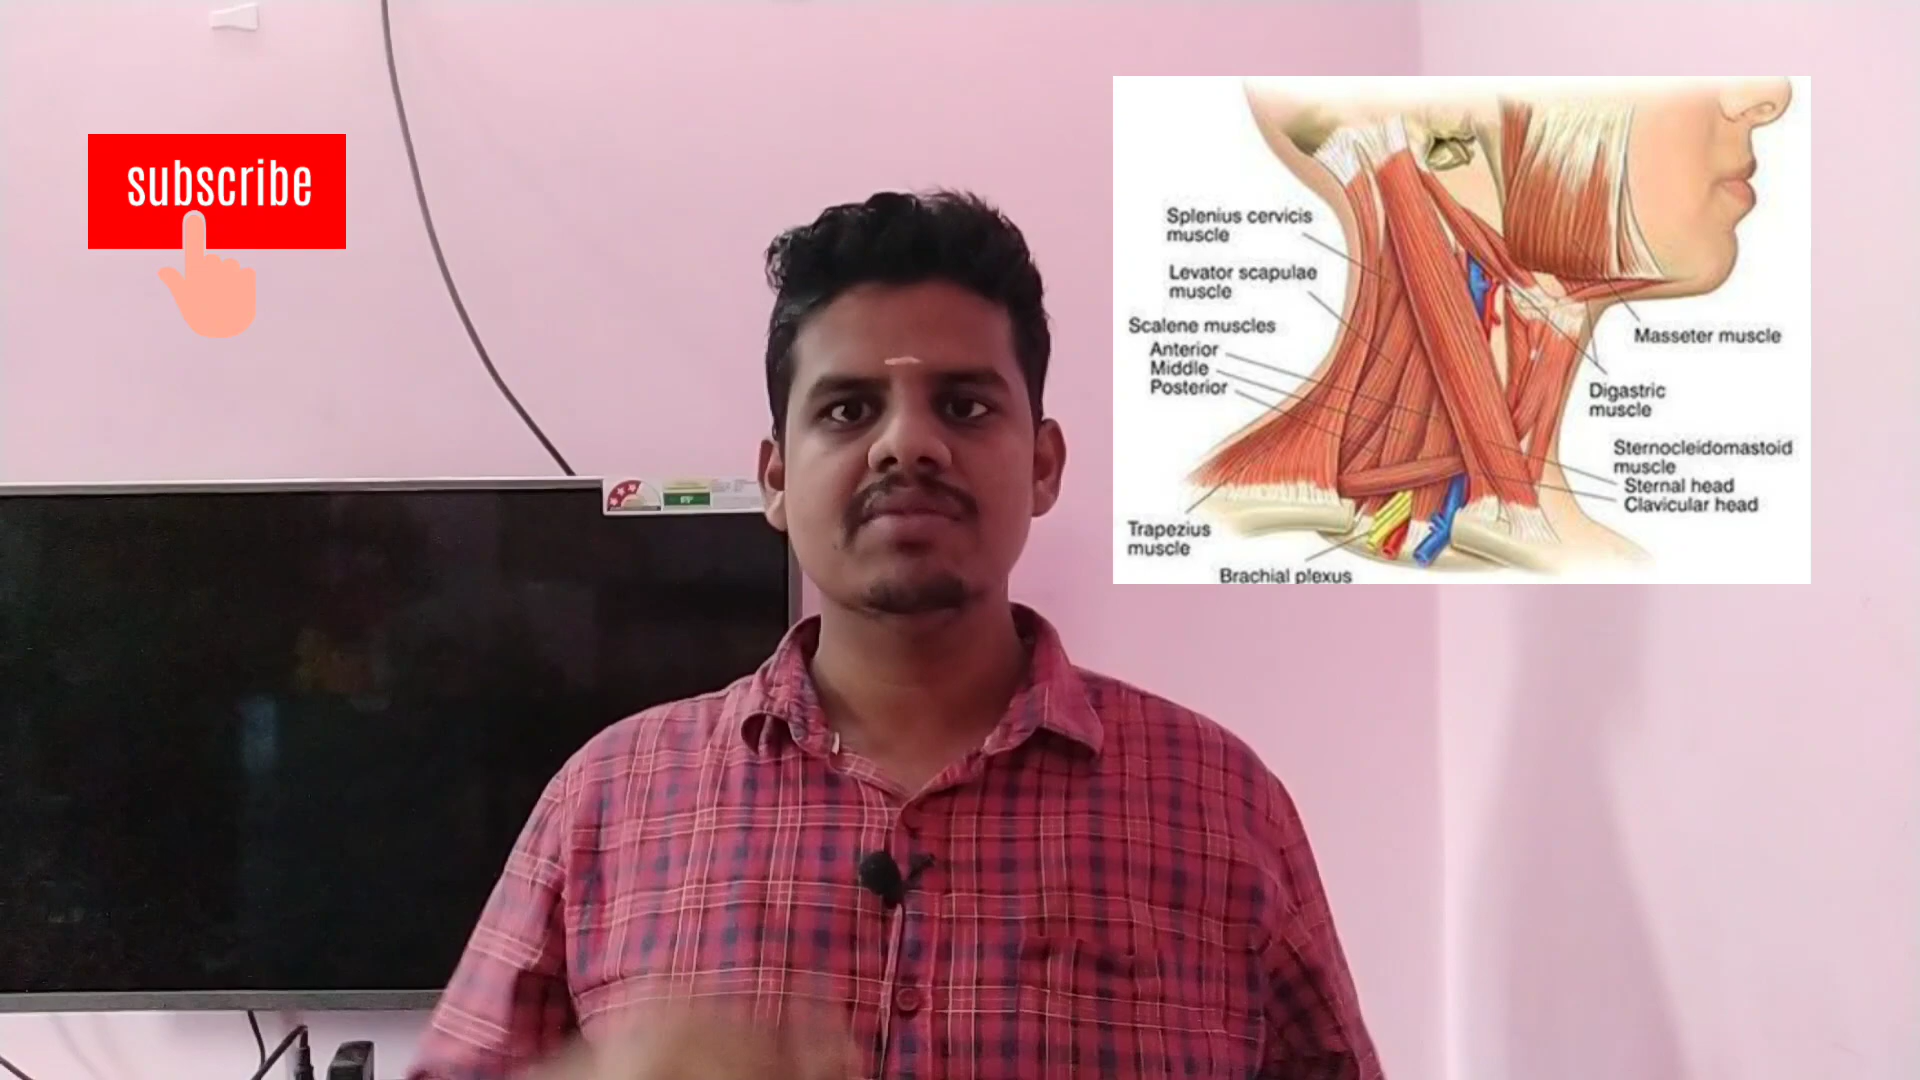 subscribe
Splenius cervicis
muscle
Levator scapulae
muscle
Scalene muscles
Anterior
Middle
Posterior
Trapezius
muscle
Brachial plexus
Masseter muscle
Digastric
muscle
Sternocleidomastoid
muscle
Sternal head
Clavicular head